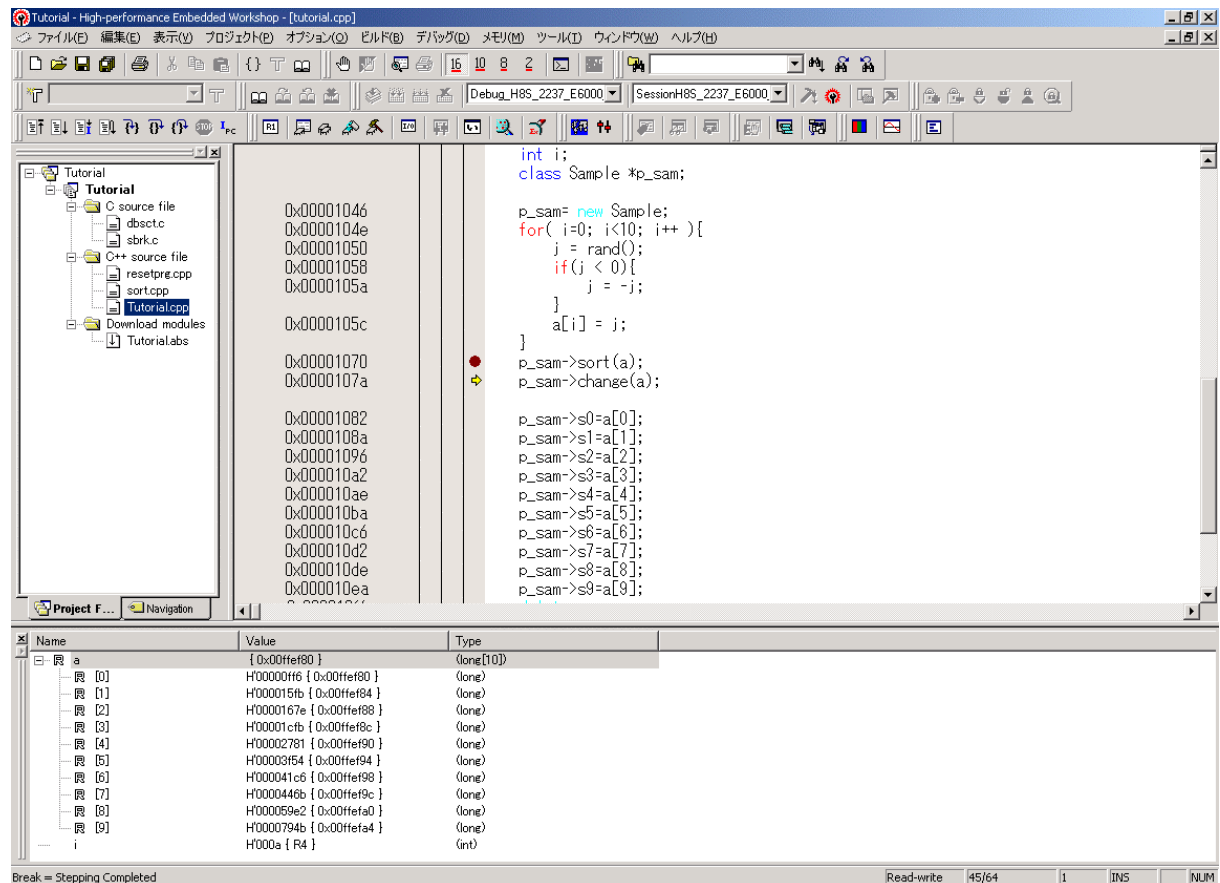 Tutorial - High-performance Embedded Workshop - [tutorial.cpp]
ファイル(F) 編集(E) 表示(V) プロジェクト(P) オプション(O) ビルド(B) デバッグ(D) メモリ(M) ツール(T) ウィンドウ(W) ヘルプ(H)
16 10 8 2
Debug_H8S_2237_E6000 SessionH8S_2237_E6000
Tutorial
Tutorial
C source file
dbsct.c
sbrk.c
C++ source file
resetprg.cpp
sort.cpp
Tutorial.cpp
Download modules
Tutorial.abs
Project F... Navigation
int i;
class Sample *p_sam;
0x00001046 p_sam= new Sample;
0x0000104e for( i=0; i<10; i++ ){
0x00001050 j = rand();
0x00001058 if(j < 0){
0x0000105a j = -j;
}
0x0000105c a[i] = j;
}
0x00001070 p_sam->sort(a);
0x0000107a p_sam->change(a);
0x00001082 p_sam->s0=a[0];
0x0000108a p_sam->s1=a[1];
0x00001096 p_sam->s2=a[2];
0x000010a2 p_sam->s3=a[3];
0x000010ae p_sam->s4=a[4];
0x000010ba p_sam->s5=a[5];
0x000010c6 p_sam->s6=a[6];
0x000010d2 p_sam->s7=a[7];
0x000010de p_sam->s8=a[8];
0x000010ea p_sam->s9=a[9];
Name Value Type
a { 0x00ffef80 } (long[10])
[0] H'00000ff6 { 0x00ffef80 } (long)
[1] H'000015fb { 0x00ffef84 } (long)
[2] H'0000167e { 0x00ffef88 } (long)
[3] H'00001cfb { 0x00ffef8c } (long)
[4] H'00002781 { 0x00ffef90 } (long)
[5] H'00003f54 { 0x00ffef94 } (long)
[6] H'000041c6 { 0x00ffef98 } (long)
[7] H'0000446b { 0x00ffef9c } (long)
[8] H'000059e2 { 0x00ffefa0 } (long)
[9] H'0000794b { 0x00ffefa4 } (long)
i H'000a { R4 } (int)
Break = Stepping Completed Read-write 45/64 1 INS NUM